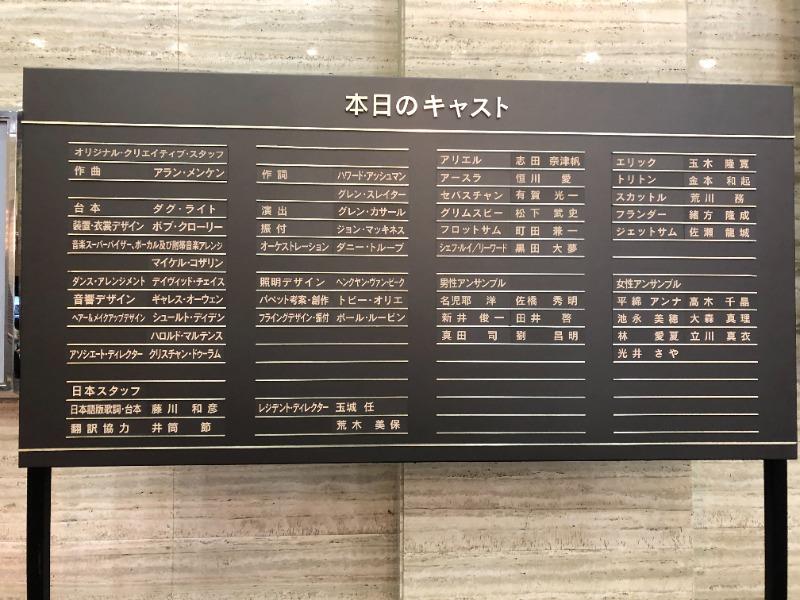 本日のキャスト
オリジナル・クリエイティブ・スタッフ
作曲 アラン・メンケン
台本 ダグ・ライト
装置・衣裳デザイン ボブ・クローリー
音楽スーパーバイザー、ボーカル及び附帯音楽アレンジ
マイケル・コザリン
ダンス・アレンジメント デイヴィッド・チェイス
音響デザイン ギャレス・オーウェン
ヘアー&メイクアップデザイン シュールト・ディデン
ハロルド・マルテンス
アソシエート・ディレクター クリスチャン・ドゥーラム
日本スタッフ
日本語版歌詞・台本 藤川 和彦
翻訳協力 井筒 節
作詞 ハワード・アッシュマン
グレン・スレイター
演出 グレン・カサール
振付 ジョン・マッキネス
オーケストレーション ダニー・トループ
照明デザイン ヘンクヤン・ヴァン・ビーク
パペット考案・創作 トビー・オリエ
フライングデザイン・振付 ポール・ルービン
レジデント・ディレクター 玉城 任
荒木 美保
アリエル 志田 奈津帆
アースラ 恒川 愛
セバスチャン 有賀 光一
グリムスビー 松下 武史
フロットサム 町田 兼一
シェフ・ルイ/リーワード 黒田 大夢
男性アンサンブル
名児耶 洋 佐橋 秀明
新井 俊一 田井 啓
真田 司 劉 昌明
エリック 玉木 隆寛
トリトン 金本 和起
スカットル 荒川 務
フランダー 緒方 隆成
ジェットサム 佐瀬 龍城
女性アンサンブル
平綿 アンナ 高木 千晶
池永 美穂 大森 真理
林 愛夏 立川 真衣
光井 さや